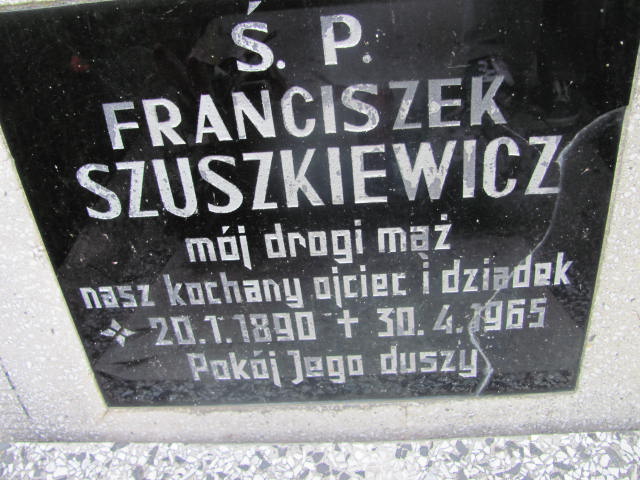 Ś. P.
FRANCISZEK
SZUSZKIEWICZ
mój drogi mąż
nasz kochany ojciec i dziadek
20.1.1890 + 30.4.1965
Pokój Jego duszy